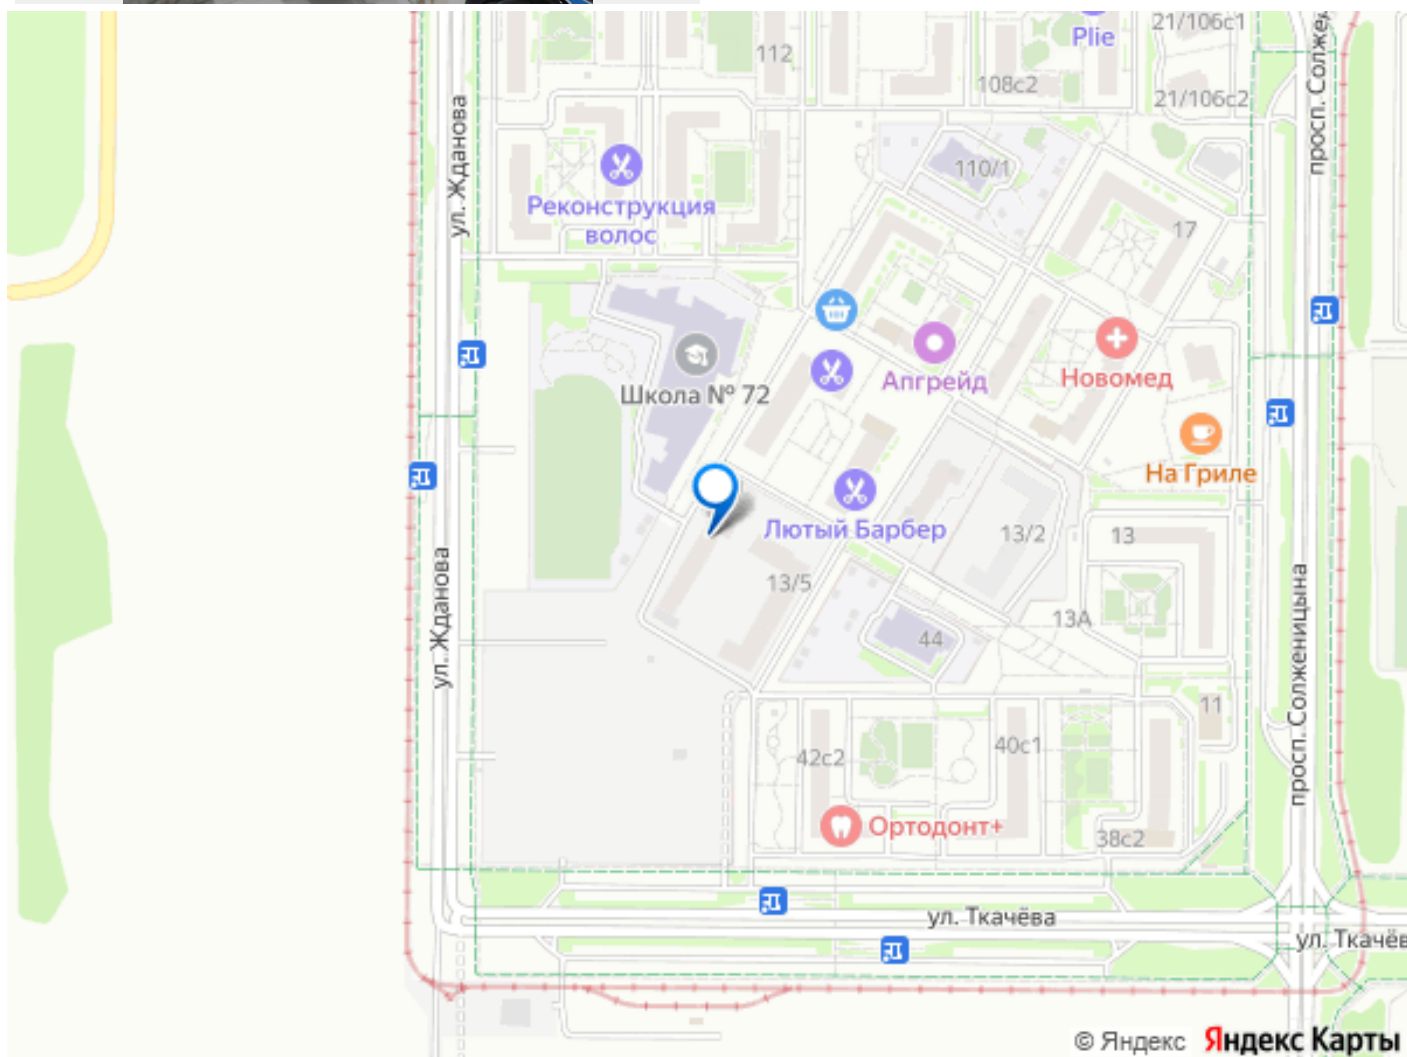 21/106с1
Plie
112
просп. Солже
108с2
21/106с2
ул. Жданова
110/1
Реконструкция
волос
17
Школа № 72
Апгрейд
Новомед
На Гриле
Лютый Барбер
13/2
13
13/5
ул. Жданова
13А
44
просп. Солженицына
11
42с2
40с1
Ортодонт+
38с2
ул. Ткачёва
ул. Ткачёв
© Яндекс Яндекс Карты